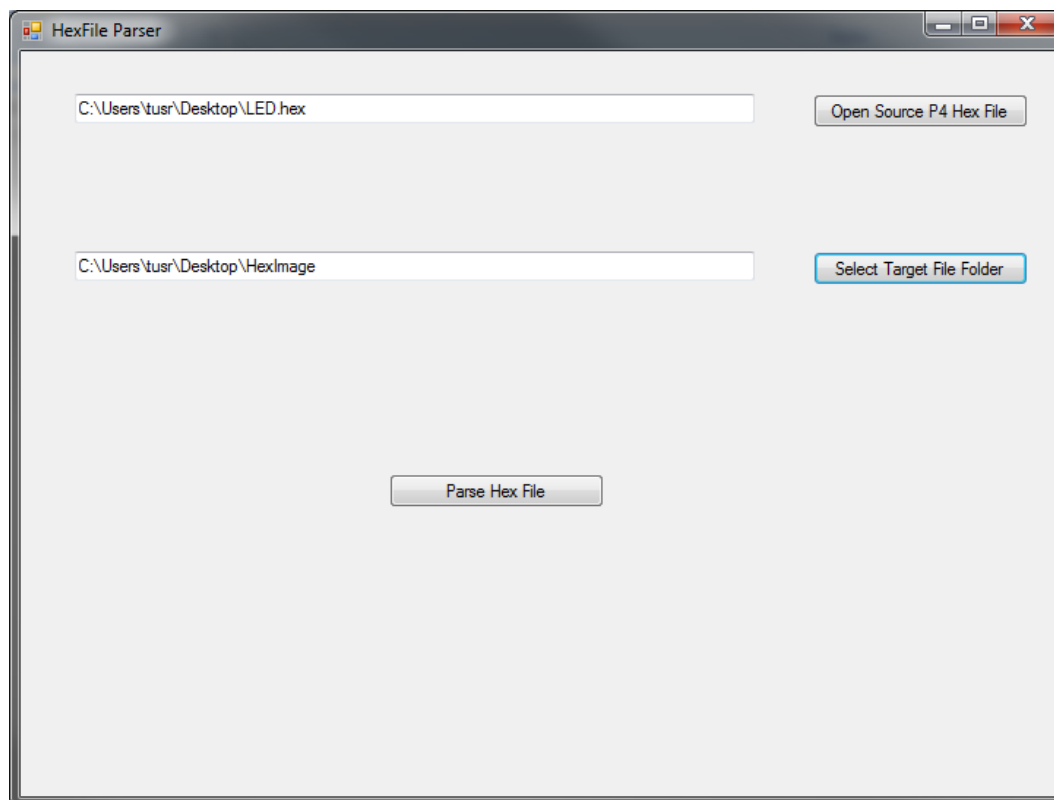 HexFile Parser
C:\Users\tusr\Desktop\LED.hex
Open Source P4 Hex File
C:\Users\tusr\Desktop\HexImage
Select Target File Folder
Parse Hex File